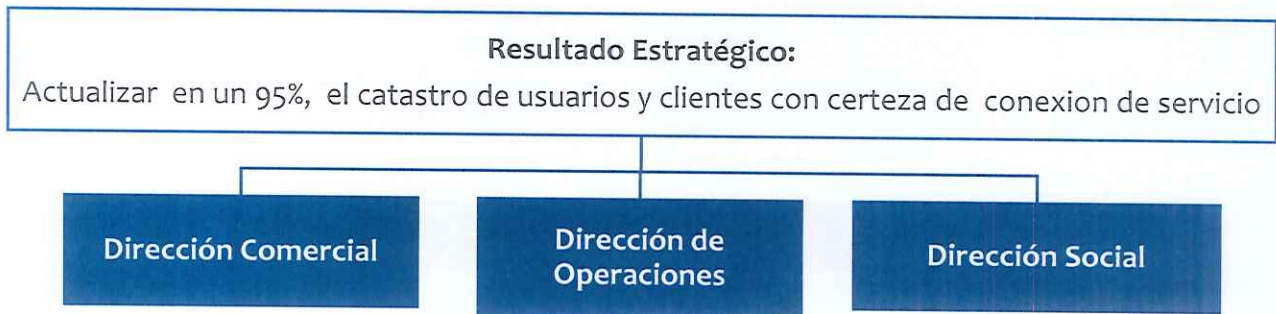 Resultado Estratégico:
Actualizar en un 95%, el catastro de usuarios y clientes con certeza de conexion de servicio
Dirección Comercial
Dirección de
Operaciones
Dirección Social